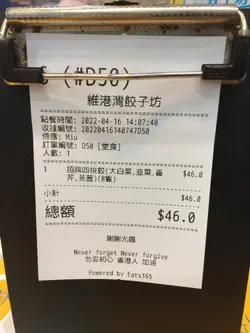 (#D50)
維港灣餃子坊
點餐時間: 2022-04-16 14:07:48
收據編號: 20220416140747D50
侍應: Miu
訂單編號: D50 [堂食]
人數: 1
1 招牌四拼餃(大白菜,韭菜,番 $46.0
芹,芫茜)(8隻)
小計 $46.0
總額 $46.0
謝謝光臨
Never forget Never forgive
勿忘初心 香港人 加油
Powered by Eats365